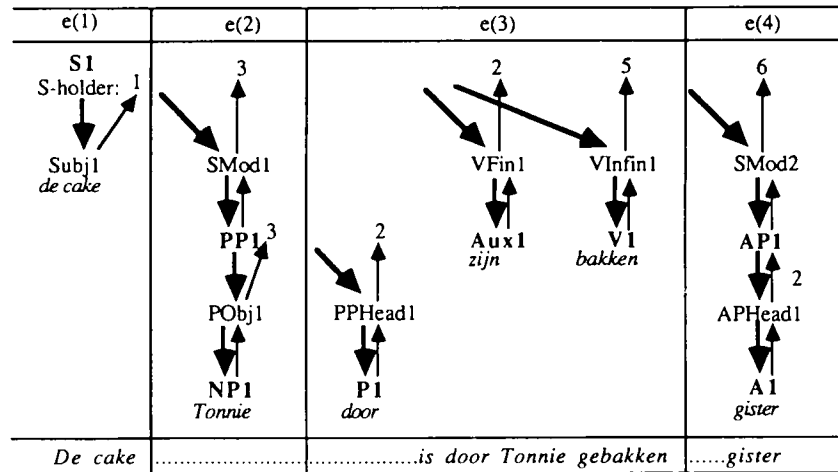 e(1) e(2) e(3) e(4)
S1 3 2 5 6
S-holder: 1
Subj1 SMod1 VFin1 VInfin1 SMod2
de cake
PP1 3 2 Aux1 V1 AP1
zijn bakken
2
PObj1 PPHead1 APHead1
NP1 P1 A1
Tonnie door gister
De cake ...............................................is door Tonnie gebakken ......gister